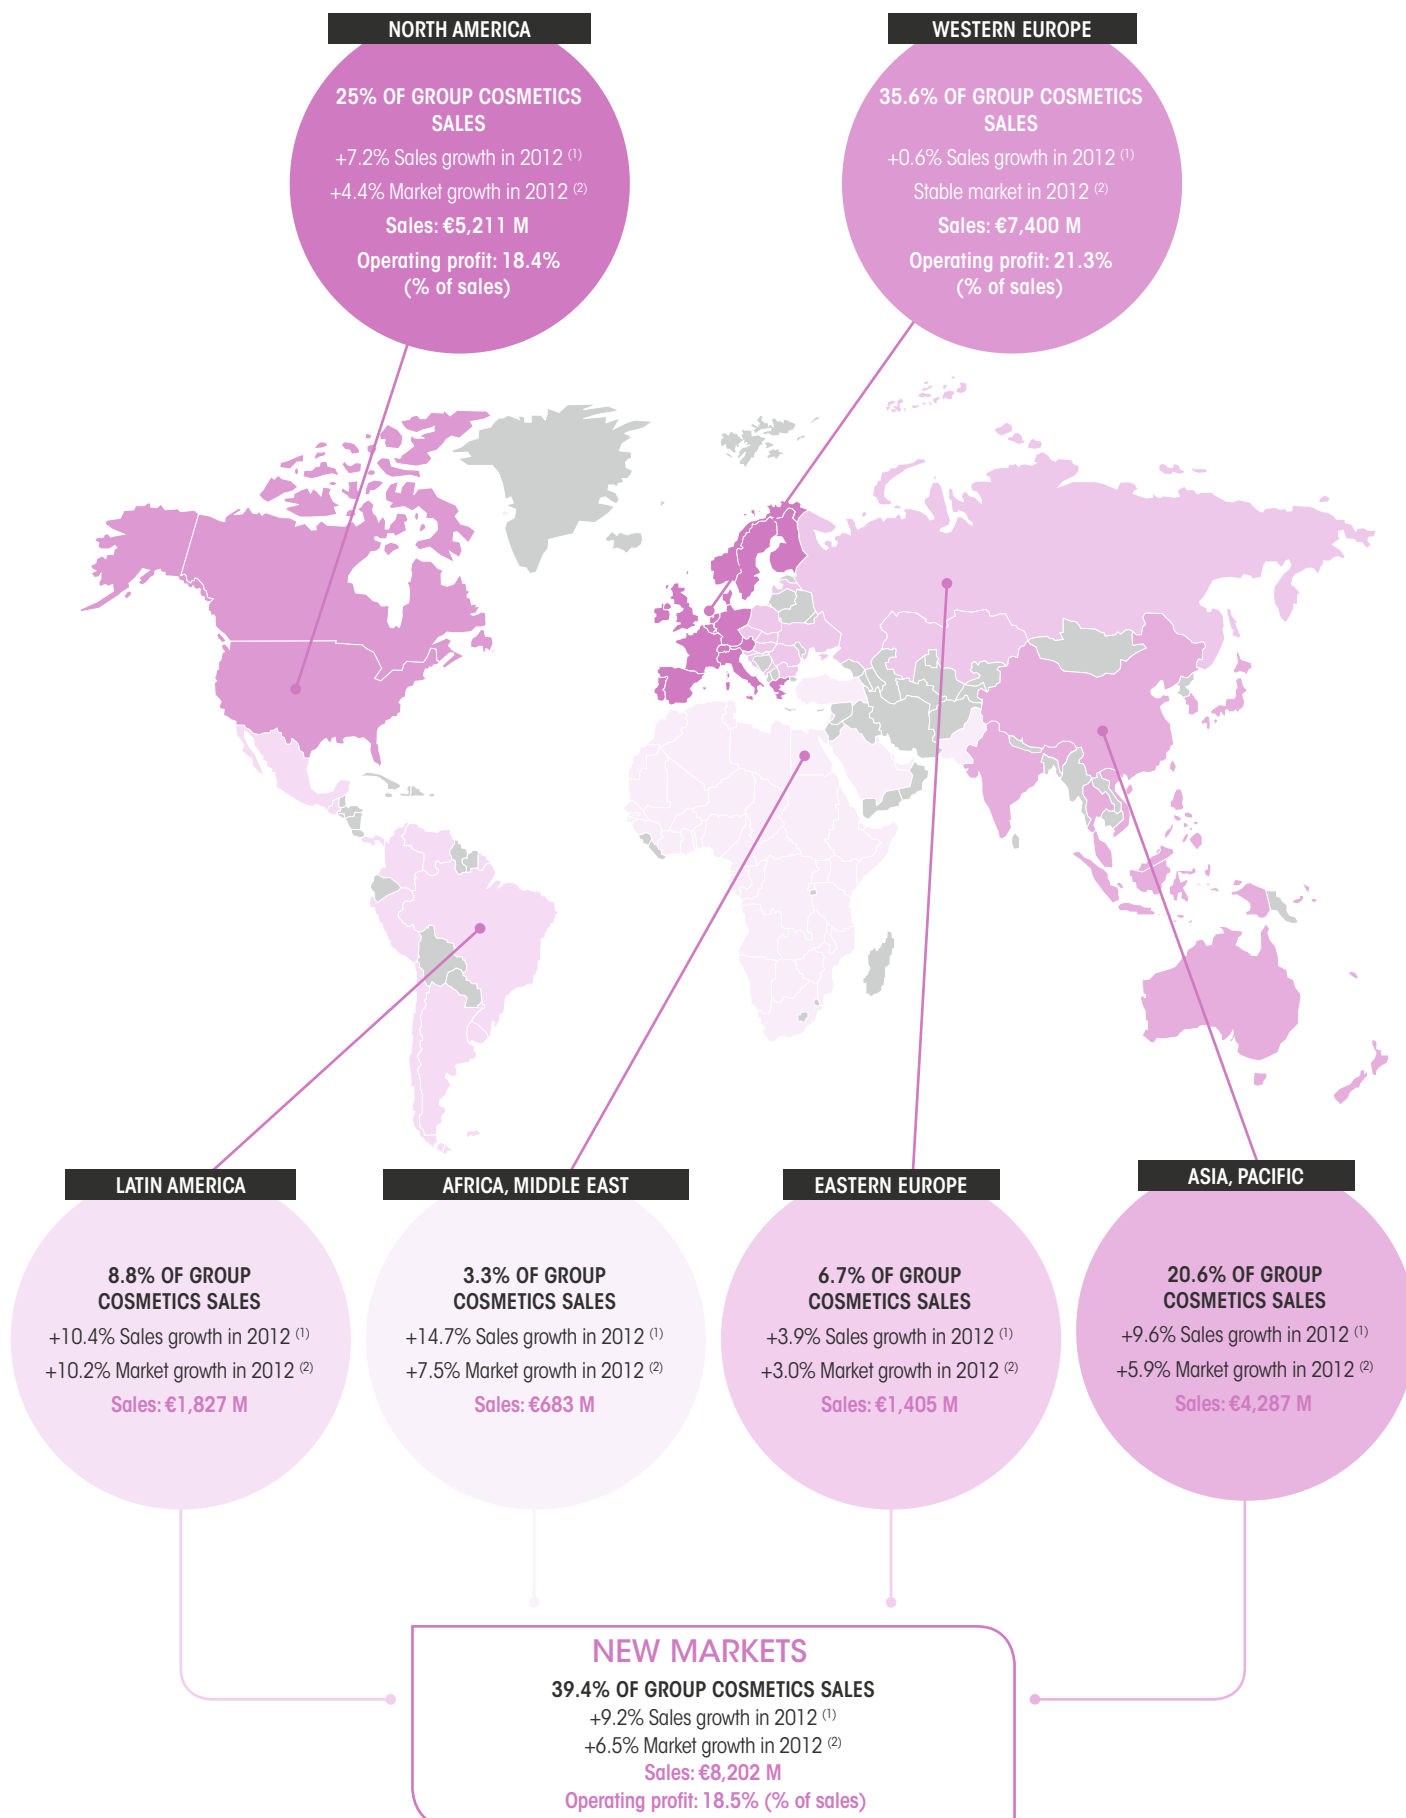 NORTH AMERICA
25% OF GROUP COSMETICS
SALES
+7.2% Sales growth in 2012 (1)
+4.4% Market growth in 2012 (2)
Sales: €5,211 M
Operating profit: 18.4%
(% of sales)
WESTERN EUROPE
35.6% OF GROUP COSMETICS
SALES
+0.6% Sales growth in 2012 (1)
Stable market in 2012 (2)
Sales: €7,400 M
Operating profit: 21.3%
(% of sales)
LATIN AMERICA
8.8% OF GROUP
COSMETICS SALES
+10.4% Sales growth in 2012 (1)
+10.2% Market growth in 2012 (2)
Sales: €1,827 M
AFRICA, MIDDLE EAST
3.3% OF GROUP
COSMETICS SALES
+14.7% Sales growth in 2012 (1)
+7.5% Market growth in 2012 (2)
Sales: €683 M
EASTERN EUROPE
6.7% OF GROUP
COSMETICS SALES
+3.9% Sales growth in 2012 (1)
+3.0% Market growth in 2012 (2)
Sales: €1,405 M
ASIA, PACIFIC
20.6% OF GROUP
COSMETICS SALES
+9.6% Sales growth in 2012 (1)
+5.9% Market growth in 2012 (2)
Sales: €4,287 M
NEW MARKETS
39.4% OF GROUP COSMETICS SALES
+9.2% Sales growth in 2012 (1)
+6.5% Market growth in 2012 (2)
Sales: €8,202 M
Operating profit: 18.5% (% of sales)